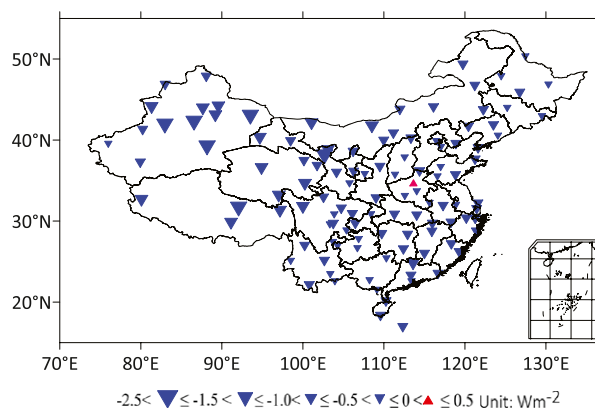 50°N
40°N
30°N
20°N
70°E 80°E 90°E 100°E 110°E 120°E 130°E
-2.5< ≤ -1.5 < ≤ -1.0< ≤ -0.5 < ≤ 0 < ≤ 0.5 Unit: Wm-2